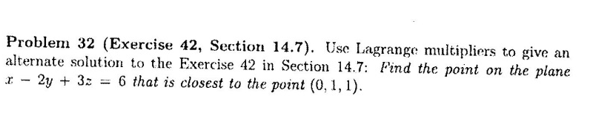 Problem 32 (Exercise 42, Section 14.7). Use Lagrange multipliers to give an
alternate solution to the Exercise 42 in Section 14.7: Find the point on the plane
x − 2y + 3z = 6 that is closest to the point (0, 1, 1).